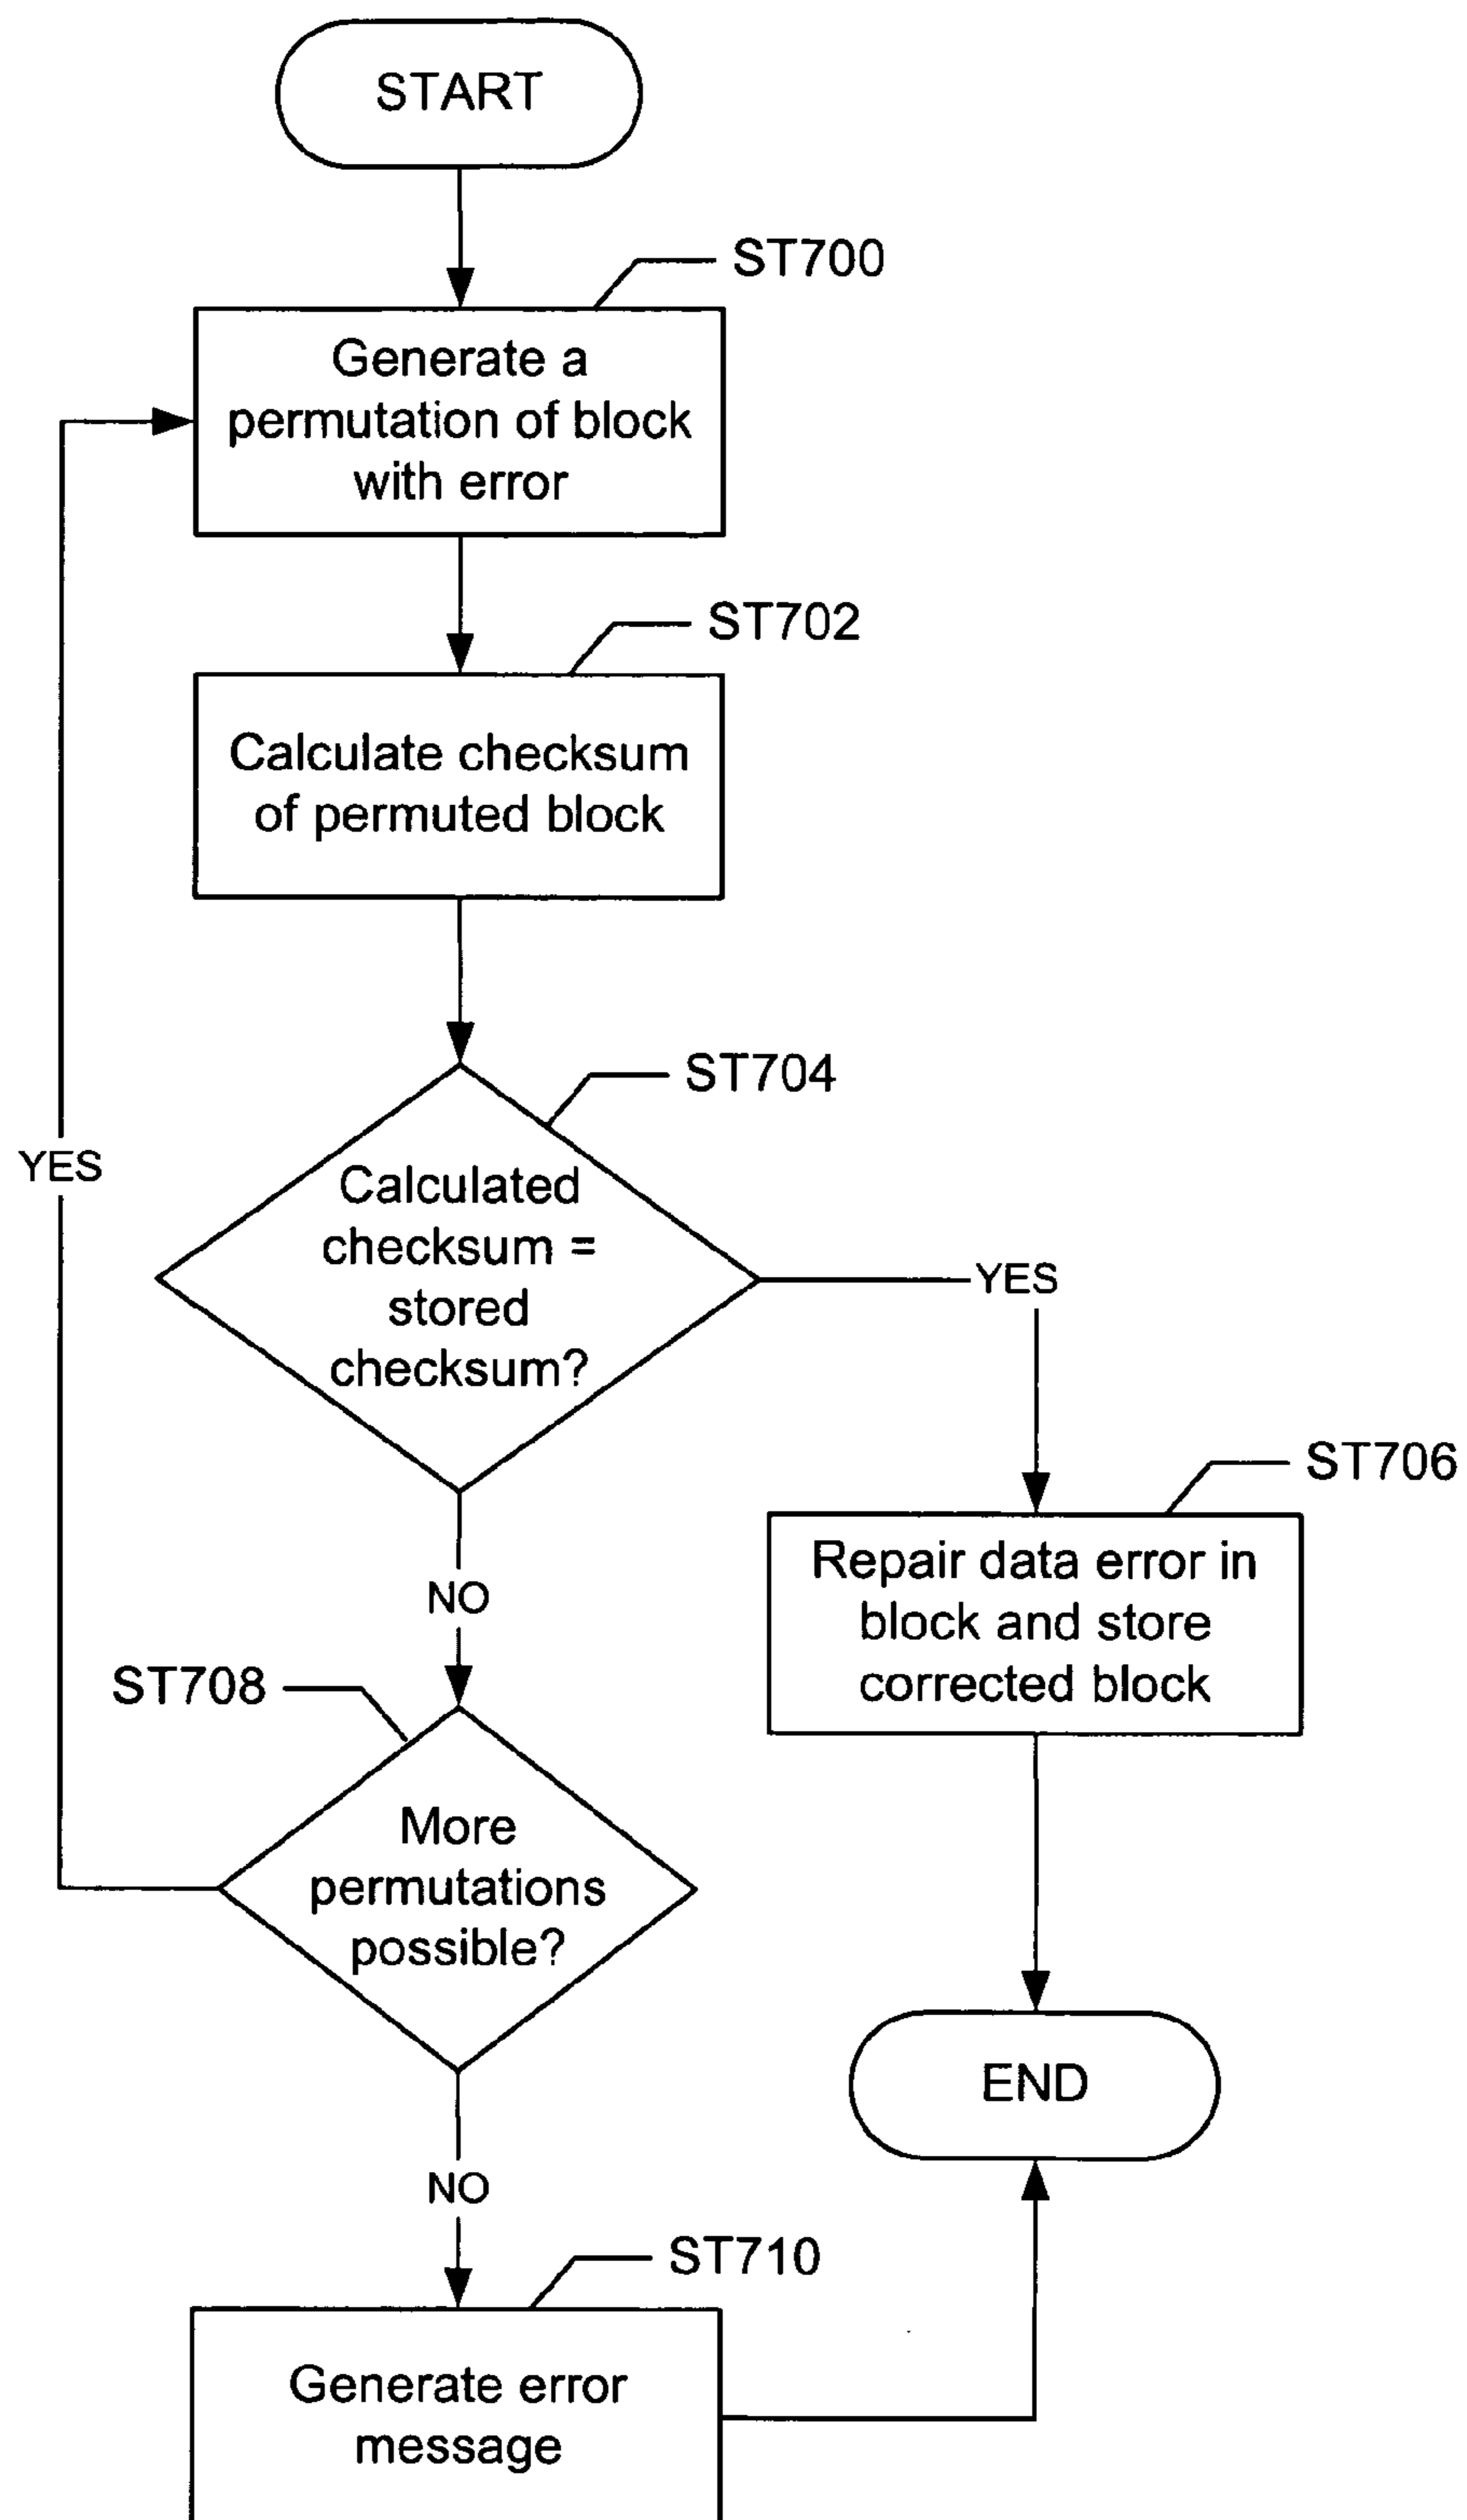 START
ST700
Generate a
permutation of block
with error
ST702
Calculate checksum
of permuted block
ST704
YES
Calculated
checksum =
stored
checksum?
YES
ST706
Repair data error in
block and store
corrected block
NO
ST708
More
permutations
possible?
END
NO
ST710
Generate error
message